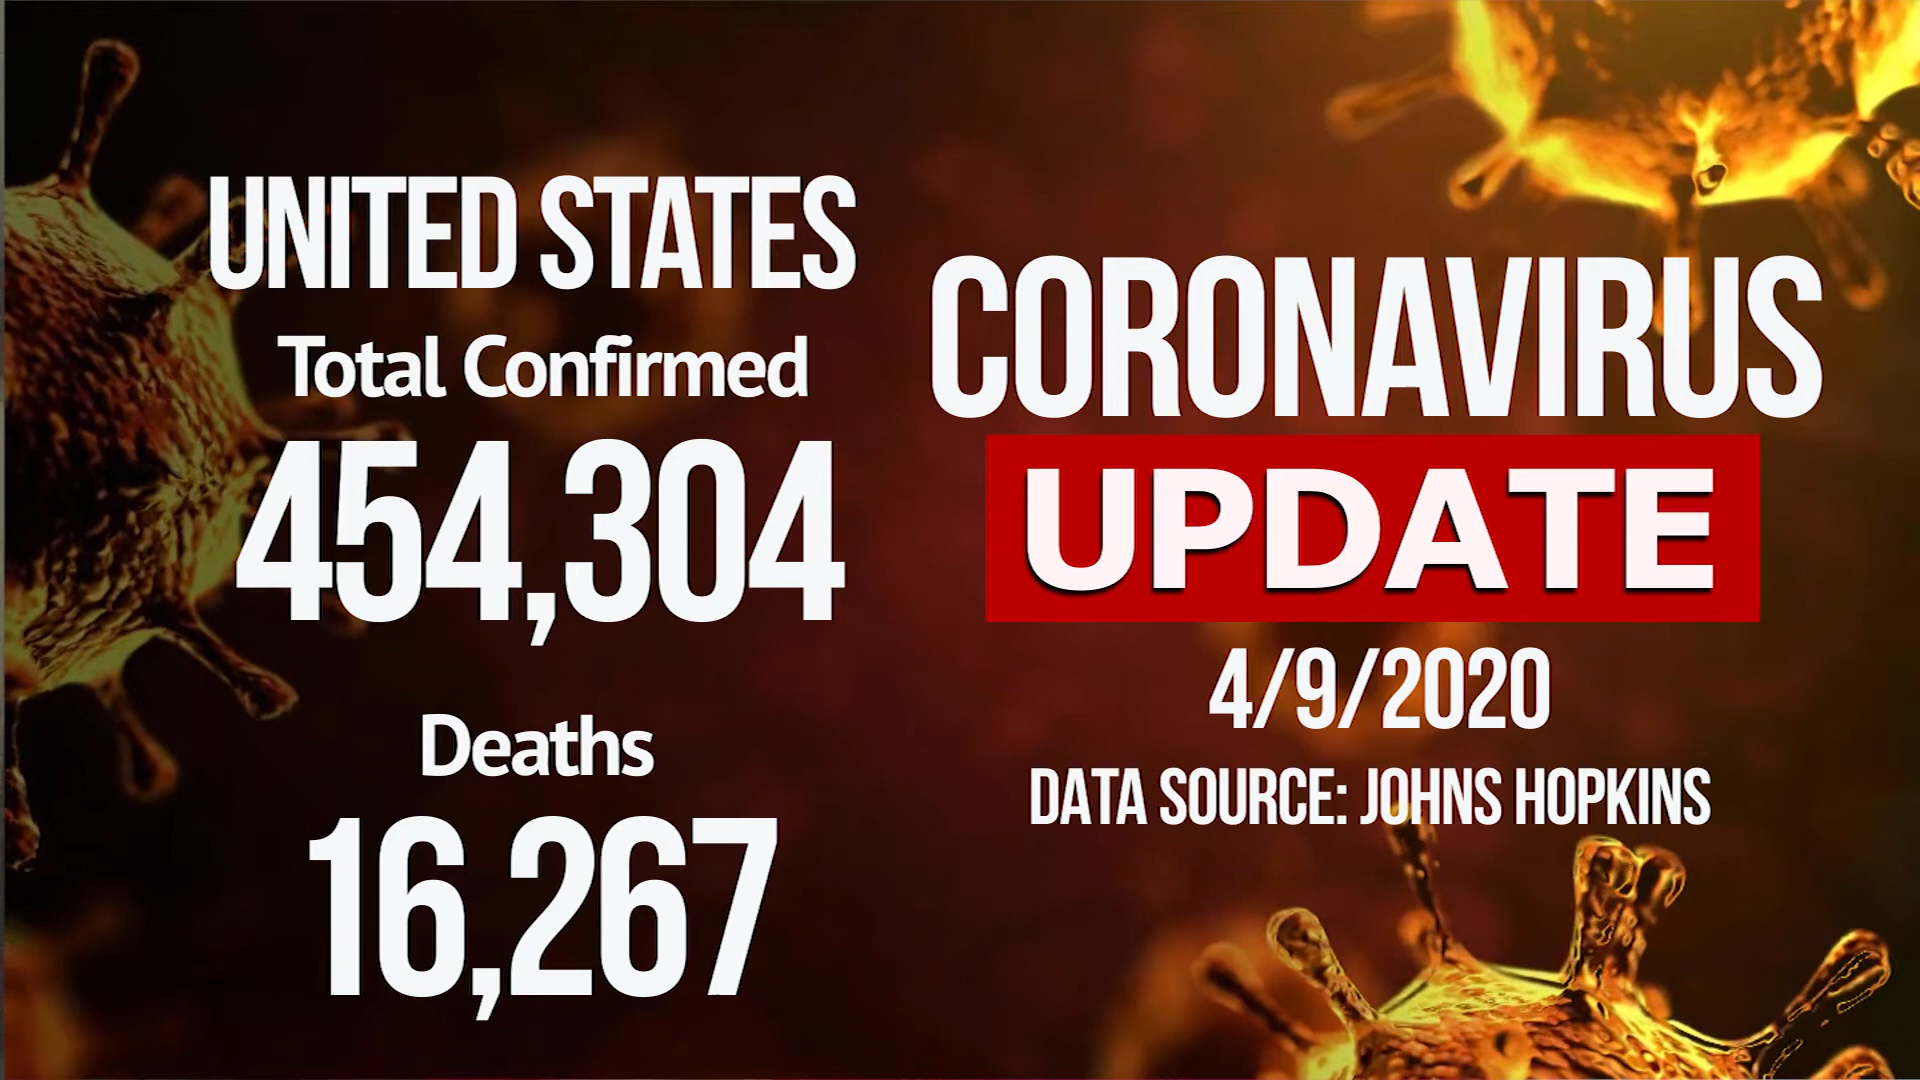 UNITED STATES
Total Confirmed
454,304
Deaths
16,267
CORONAVIRUS
UPDATE
4/9/2020
DATA SOURCE: JOHNS HOPKINS